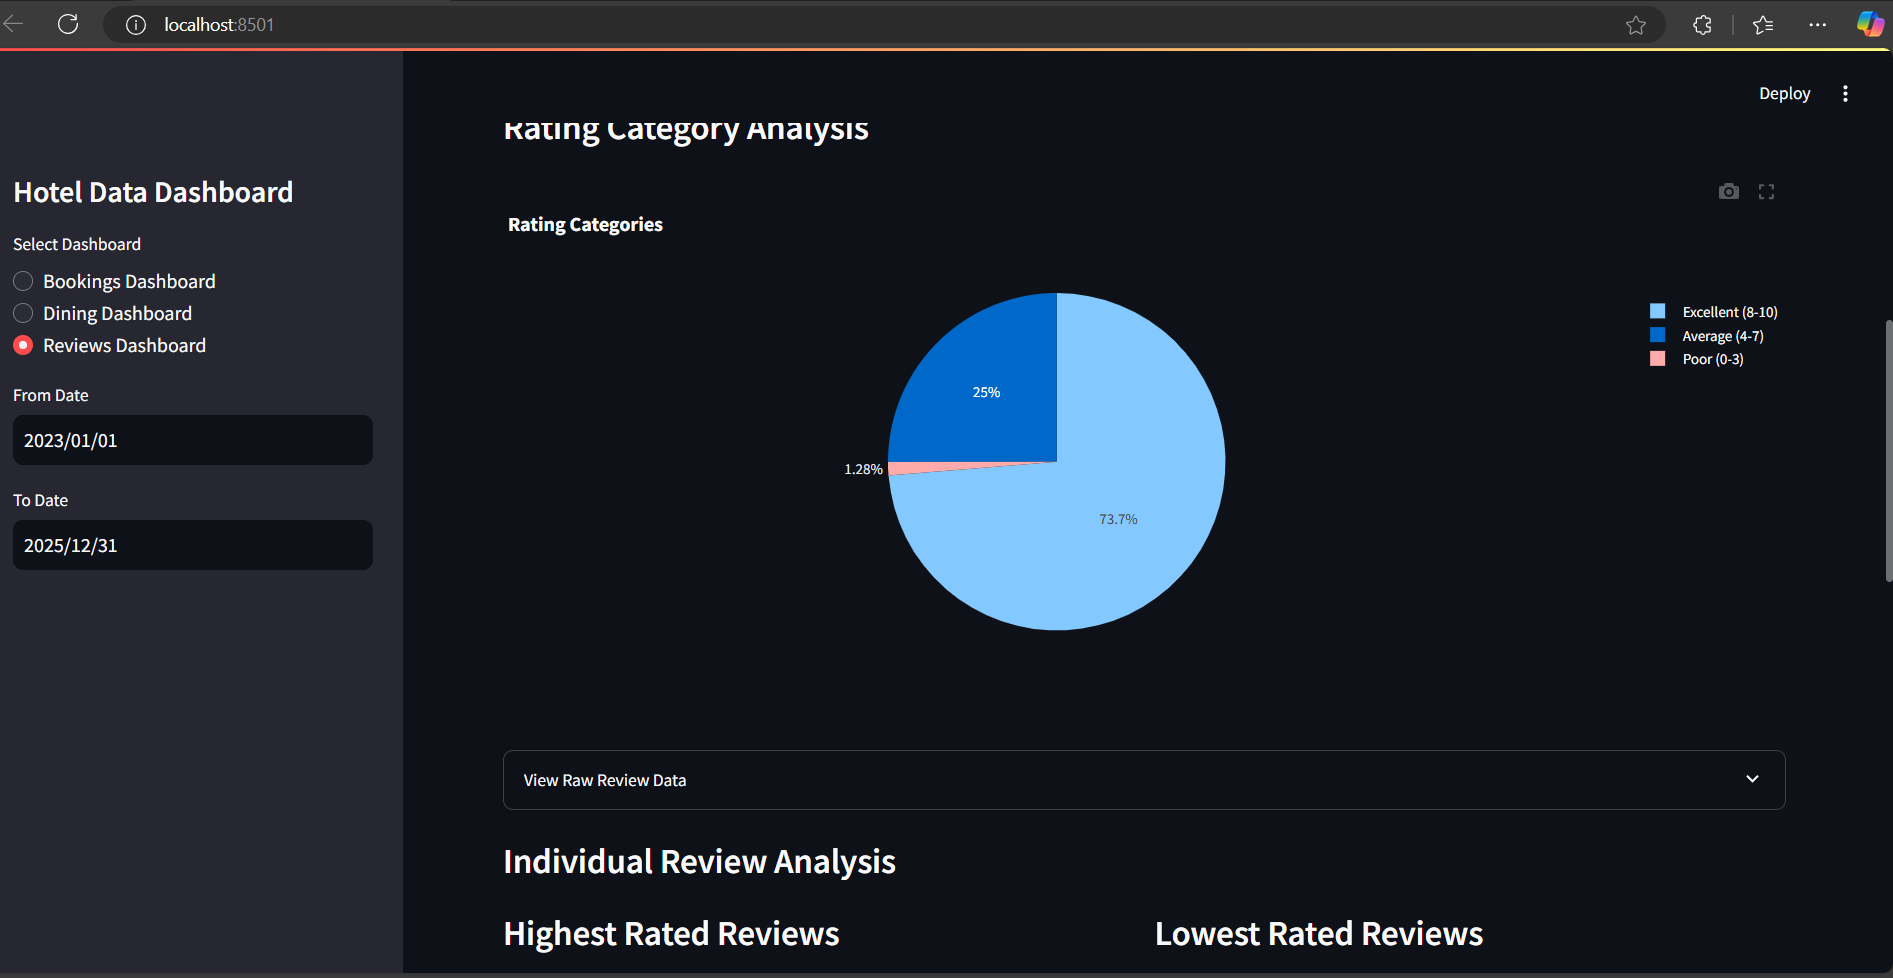 localhost:8501
Deploy
Rating Category Analysis
Hotel Data Dashboard
Select Dashboard
Bookings Dashboard
Dining Dashboard
Reviews Dashboard
From Date
2023/01/01
To Date
2025/12/31
Rating Categories
Excellent (8-10)
Average (4-7)
Poor (0-3)
25%
1.28%
73.7%
View Raw Review Data
Individual Review Analysis
Highest Rated Reviews
Lowest Rated Reviews